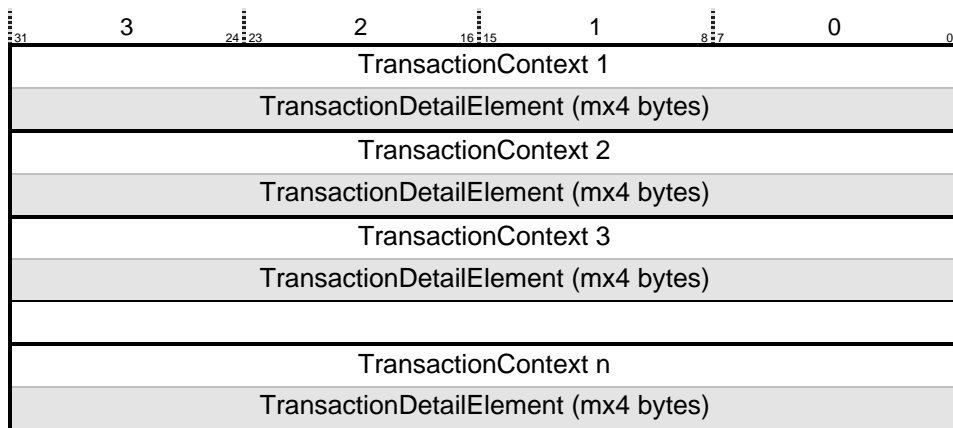 3 2 1 0
31 24 23 16 15 8 7 0
TransactionContext 1
TransactionDetailElement (mx4 bytes)
TransactionContext 2
TransactionDetailElement (mx4 bytes)
TransactionContext 3
TransactionDetailElement (mx4 bytes)
TransactionContext n
TransactionDetailElement (mx4 bytes)